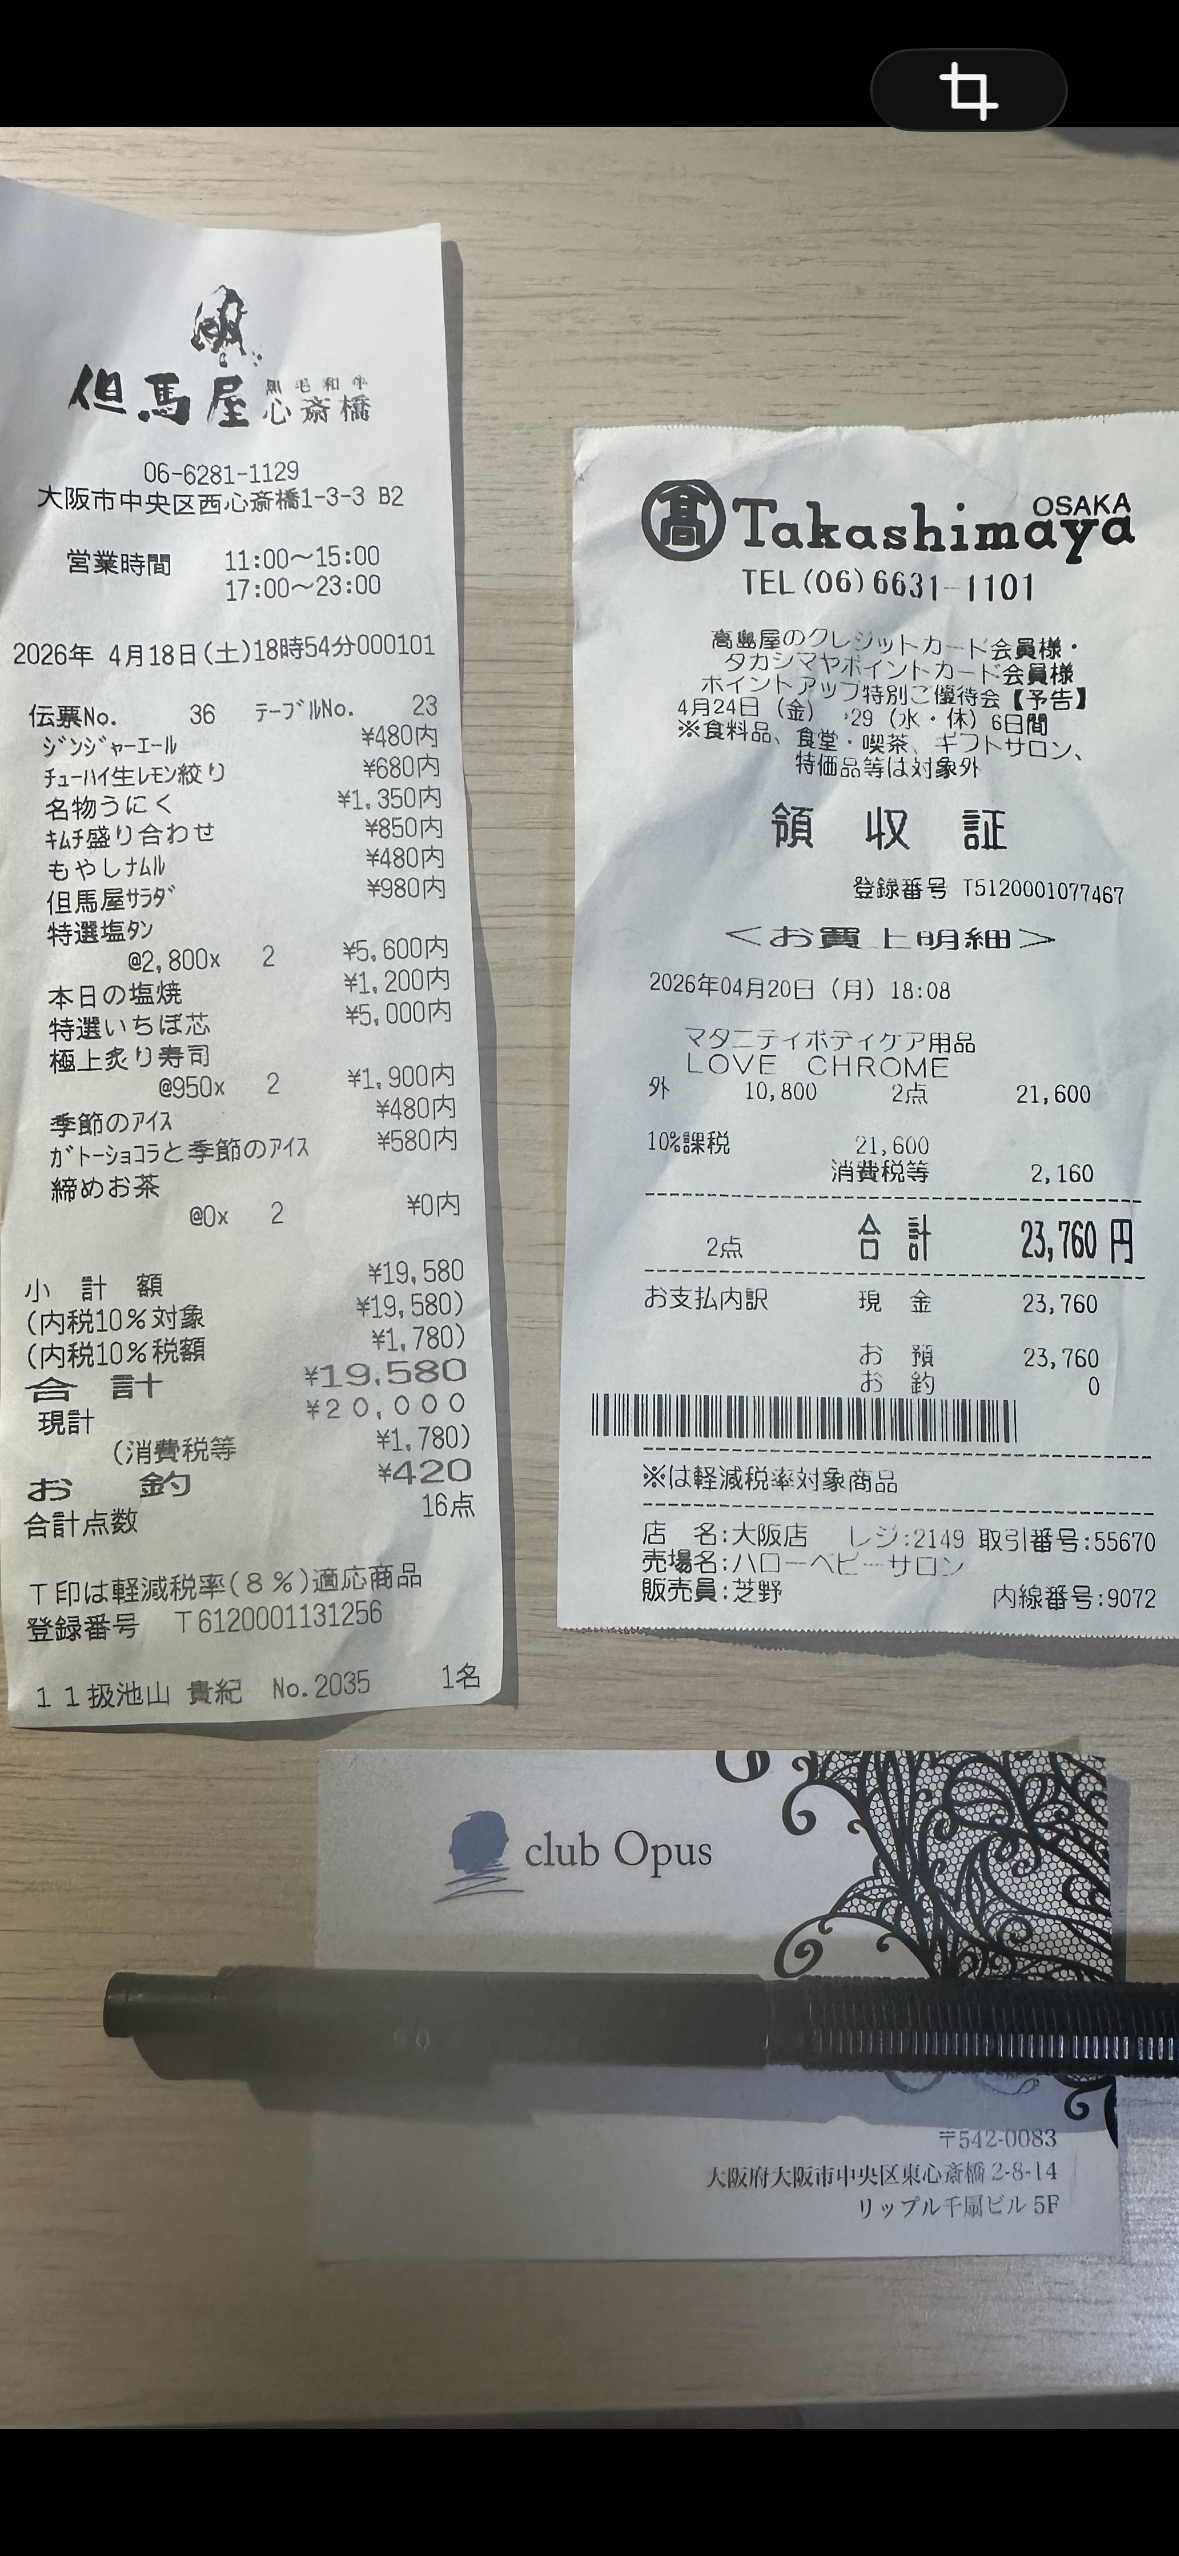 但馬屋 黒毛和牛 心斎橋
06-6281-1129
大阪市中央区西心斎橋1-3-3 B2
営業時間 11:00〜15:00
17:00〜23:00
2026年 4月18日(土)18時54分000101
伝票No. 36 ﾃｰﾌﾞﾙNo. 23
ｼﾞﾝｼﾞｬｰｴｰﾙ ¥480内
ﾁｭｰﾊｲ生ﾚﾓﾝ絞り ¥680内
名物うにく ¥1,350内
ｷﾑﾁ盛り合わせ ¥850内
もやしﾅﾑﾙ ¥480内
但馬屋ｻﾗﾀﾞ ¥980内
特選塩ﾀﾝ
@2,800x 2 ¥5,600内
本日の塩焼 ¥1,200内
特選いちぼ芯 ¥5,000内
極上炙り寿司
@950x 2 ¥1,900内
季節のｱｲｽ ¥480内
ｶﾞﾄｰｼｮｺﾗと季節のｱｲｽ ¥580内
締めお茶
@0x 2 ¥0内
小計額 ¥19,580
(内税10%対象 ¥19,580)
(内税10%税額 ¥1,780)
合計 ¥19,580
現計 ¥20,000
(消費税等 ¥1,780)
お釣 ¥420
合計点数 16点
T印は軽減税率(8%)適応商品
登録番号 T6120001131256
11扱池山 貴紀 No.2035 1名
髙 Takashimaya OSAKA
TEL(06)6631-1101
高島屋のクレジットカード会員様・
タカシマヤポイントカード会員様
ポイントアップ特別ご優待会【予告】
4月24日(金) 29(水・休)6日間
※食料品、食堂・喫茶、ギフトサロン、
特価品等は対象外
領収証
登録番号 T5120001077467
<お買上明細>
2026年04月20日(月)18:08
マタニティボディケア用品
LOVE CHROME
外 10,800 2点 21,600
10%課税 21,600
消費税等 2,160
2点 合計 23,760円
お支払内訳 現金 23,760
お預 23,760
お釣 0
※は軽減税率対象商品
店 名:大阪店 レジ:2149 取引番号:55670
売場名:ハローベビーサロン
販売員:芝野 内線番号:9072
club Opus
〒542-0083
大阪府大阪市中央区東心斎橋 2-8-14
リップル千扇ビル 5F